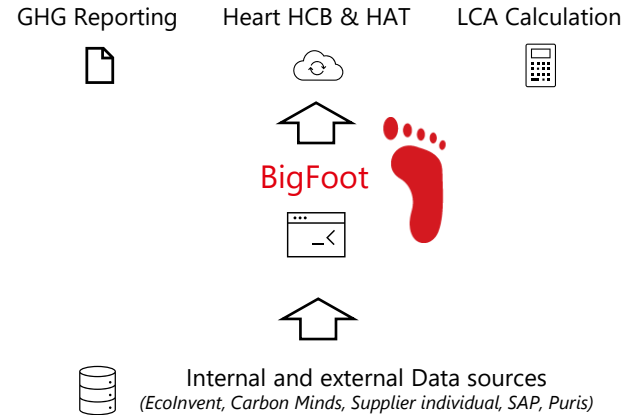 GHG Reporting Heart HCB & HAT LCA Calculation
BigFoot
Internal and external Data sources
(EcoInvent, Carbon Minds, Supplier individual, SAP, Puris)